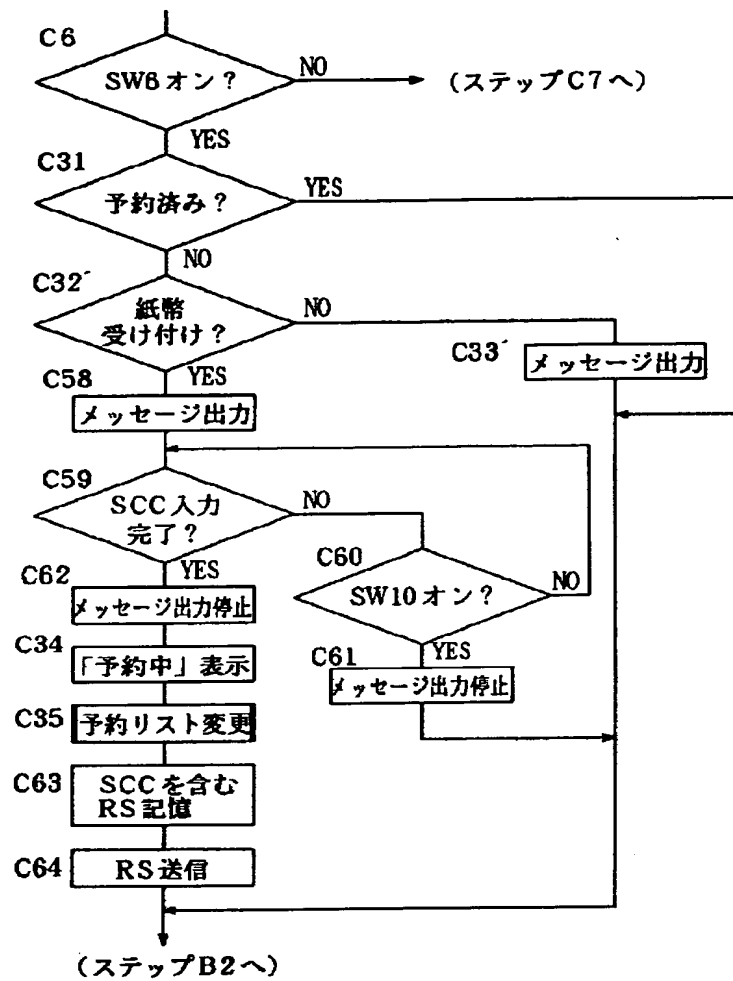 C6
SW6オン?
NO
(ステップC7へ)
YES
C31
予約済み?
YES
NO
C32´
紙幣
受け付け?
NO
C33´
メッセージ出力
C58
YES
メッセージ出力
C59
SCC入力
完了?
NO
C60
SW10オン?
NO
YES
C62
メッセージ出力停止
YES
C61
メッセージ出力停止
C34
「予約中」表示
C35
予約リスト変更
C63
SCCを含む
RS記憶
C64
RS送信
(ステップB2へ)